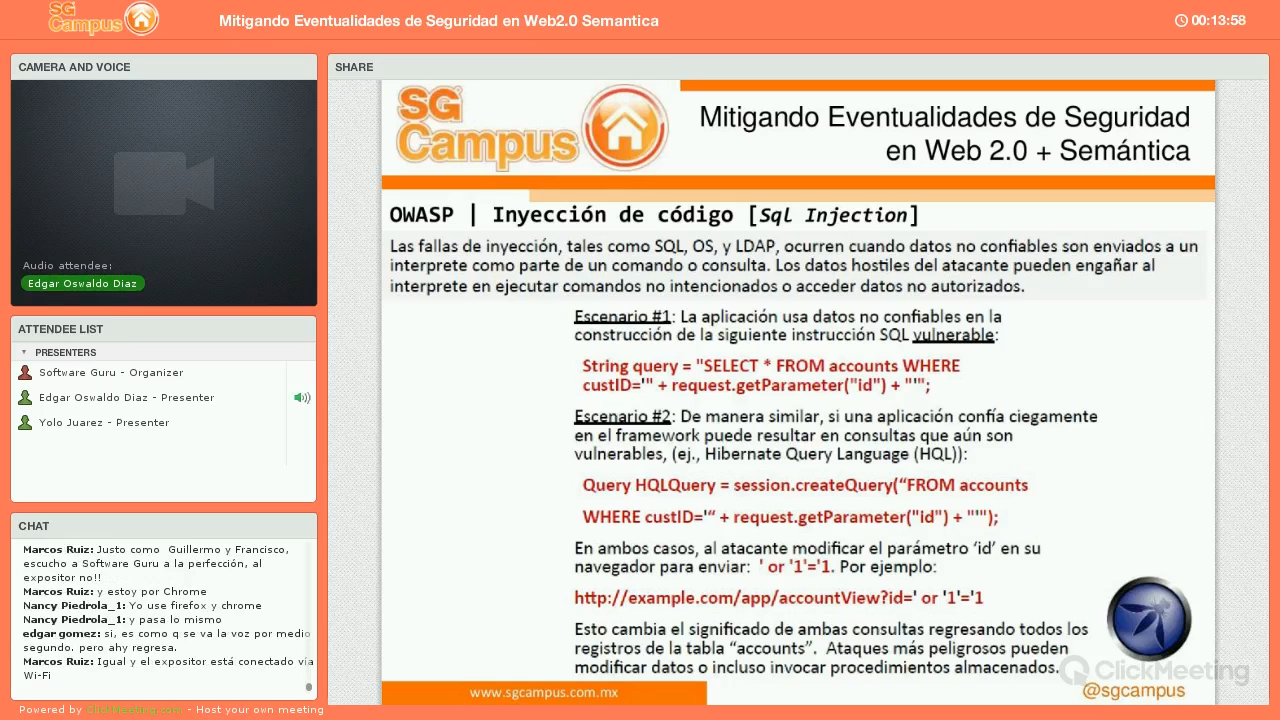 SG
Campus
Mitigando Eventualidades de Seguridad en Web2.0 Semantica
00:13:58
CAMERA AND VOICE
Audio attendee:
Edgar Oswaldo Diaz
ATTENDEE LIST
PRESENTERS
Software Guru - Organizer
Edgar Oswaldo Diaz - Presenter
Yolo Juarez - Presenter
CHAT
Marcos Ruiz: Justo como Guillermo y Francisco,
escucho a Software Guru a la perfección, al
expositor no!!
Marcos Ruiz: y estoy por Chrome
Nancy Piedrola_1: Yo use firefox y chrome
Nancy Piedrola_1: y pasa lo mismo
edgar gomez: si, es como q se va la voz por medio
segundo. pero ahy regresa.
Marcos Ruiz: Igual y el expositor está conectado vía
Wi-Fi
Powered by ClickMeeting.com - Host your own meeting
SHARE
SG
Campus
Mitigando Eventualidades de Seguridad
en Web 2.0 + Semántica
OWASP | Inyección de código [Sql Injection]
Las fallas de inyección, tales como SQL, OS, y LDAP, ocurren cuando datos no confiables son enviados a un
interprete como parte de un comando o consulta. Los datos hostiles del atacante pueden engañar al
interprete en ejecutar comandos no intencionados o acceder datos no autorizados.
Escenario #1: La aplicación usa datos no confiables en la
construcción de la siguiente instrucción SQL vulnerable:
String query = "SELECT * FROM accounts WHERE
custID='" + request.getParameter("id") + "'";
Escenario #2: De manera similar, si una aplicación confía ciegamente
en el framework puede resultar en consultas que aún son
vulnerables, (ej., Hibernate Query Language (HQL)):
Query HQLQuery = session.createQuery(“FROM accounts
WHERE custID='“ + request.getParameter("id") + "'");
En ambos casos, al atacante modificar el parámetro ‘id’ en su
navegador para enviar: ' or '1'='1. Por ejemplo:
http://example.com/app/accountView?id=' or '1'='1
Esto cambia el significado de ambas consultas regresando todos los
registros de la tabla “accounts”. Ataques más peligrosos pueden
modificar datos o incluso invocar procedimientos almacenados.
ClickMeeting
www.sgcampus.com.mx
@sgcampus